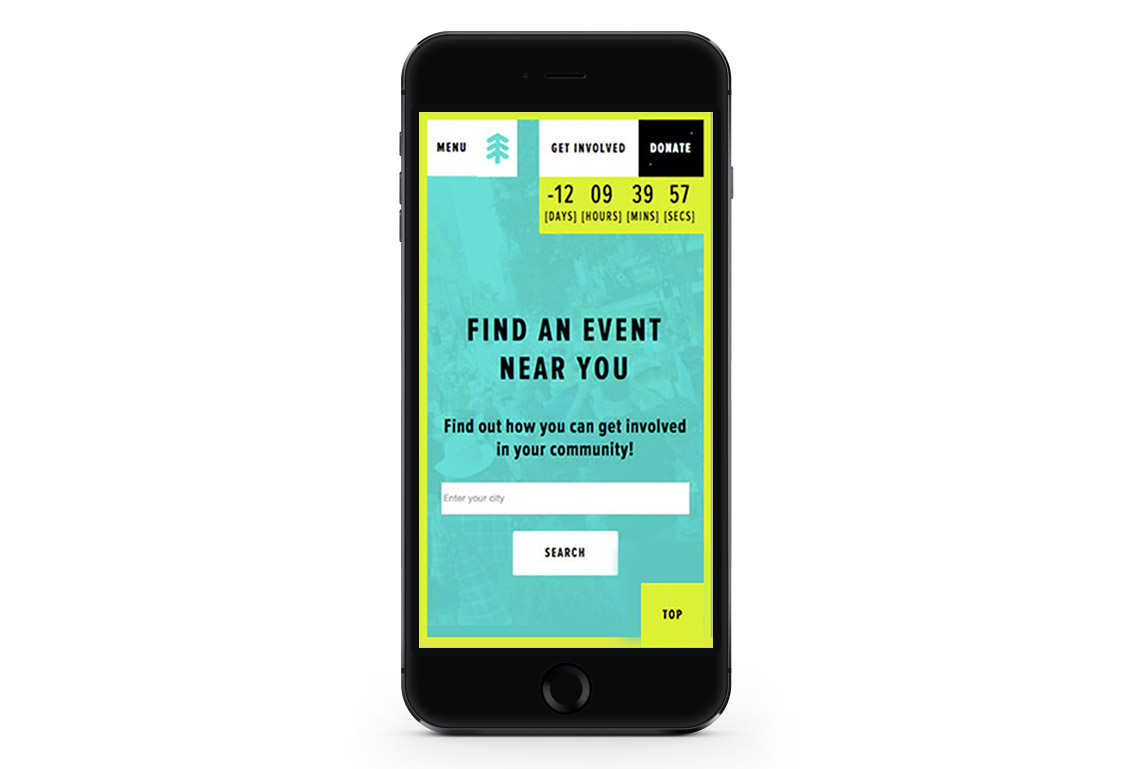 MENU
GET INVOLVED
DONATE
-12 09 39 57
[DAYS] [HOURS] [MINS] [SECS]
FIND AN EVENT
NEAR YOU
Find out how you can get involved
in your community!
Enter your city
SEARCH
TOP